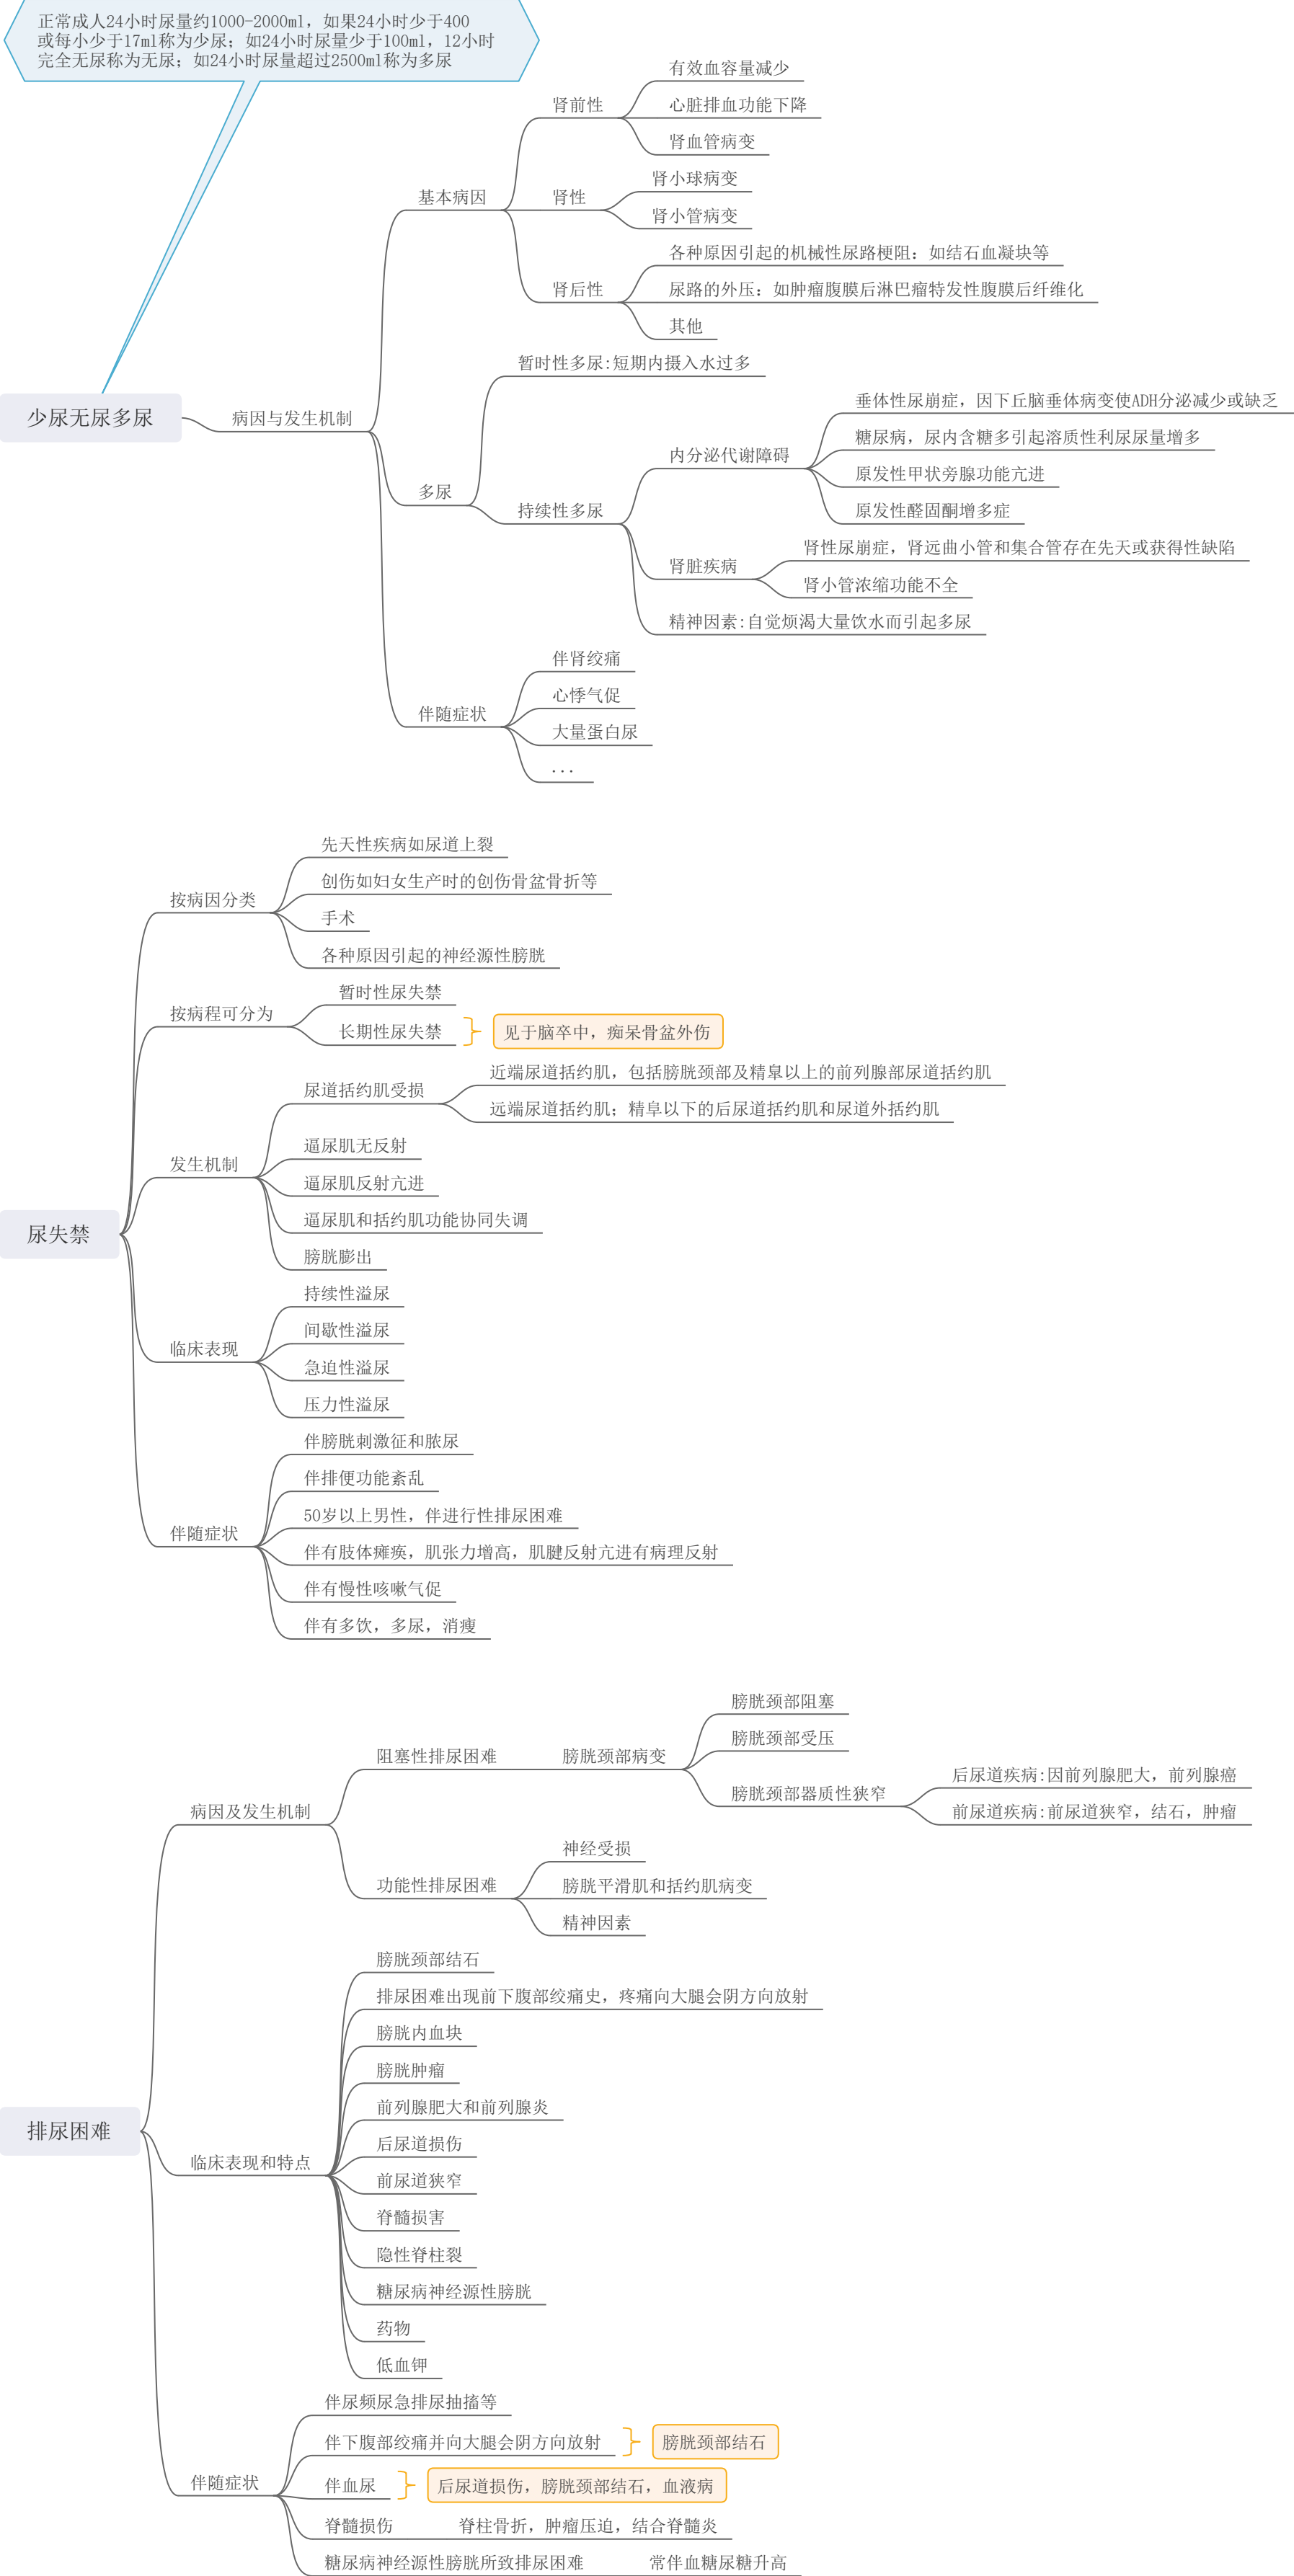 正常成人24小时尿量约1000-2000ml，如果24小时少于400
或每小少于17ml称为少尿；如24小时尿量少于100ml，12小时
完全无尿称为无尿；如24小时尿量超过2500ml称为多尿
少尿无尿多尿
病因与发生机制
基本病因
肾前性
有效血容量减少
心脏排血功能下降
肾血管病变
肾性
肾小球病变
肾小管病变
肾后性
各种原因引起的机械性尿路梗阻：如结石血凝块等
尿路的外压：如肿瘤腹膜后淋巴瘤特发性腹膜后纤维化
其他
多尿
暂时性多尿:短期内摄入水过多
持续性多尿
内分泌代谢障碍
垂体性尿崩症，因下丘脑垂体病变使ADH分泌减少或缺乏
糖尿病，尿内含糖多引起溶质性利尿尿量增多
原发性甲状旁腺功能亢进
原发性醛固酮增多症
肾脏疾病
肾性尿崩症，肾远曲小管和集合管存在先天或获得性缺陷
肾小管浓缩功能不全
精神因素:自觉烦渴大量饮水而引起多尿
伴随症状
伴肾绞痛
心悸气促
大量蛋白尿
...
尿失禁
按病因分类
先天性疾病如尿道上裂
创伤如妇女生产时的创伤骨盆骨折等
手术
各种原因引起的神经源性膀胱
按病程可分为
暂时性尿失禁
长期性尿失禁
见于脑卒中，痴呆骨盆外伤
发生机制
尿道括约肌受损
近端尿道括约肌，包括膀胱颈部及精阜以上的前列腺部尿道括约肌
远端尿道括约肌；精阜以下的后尿道括约肌和尿道外括约肌
逼尿肌无反射
逼尿肌反射亢进
逼尿肌和括约肌功能协同失调
膀胱膨出
临床表现
持续性溢尿
间歇性溢尿
急迫性溢尿
压力性溢尿
伴随症状
伴膀胱刺激征和脓尿
伴排便功能紊乱
50岁以上男性，伴进行性排尿困难
伴有肢体瘫痪，肌张力增高，肌腱反射亢进有病理反射
伴有慢性咳嗽气促
伴有多饮，多尿，消瘦
排尿困难
病因及发生机制
阻塞性排尿困难
膀胱颈部病变
膀胱颈部阻塞
膀胱颈部受压
膀胱颈部器质性狭窄
后尿道疾病:因前列腺肥大，前列腺癌
前尿道疾病:前尿道狭窄，结石，肿瘤
功能性排尿困难
神经受损
膀胱平滑肌和括约肌病变
精神因素
临床表现和特点
膀胱颈部结石
排尿困难出现前下腹部绞痛史，疼痛向大腿会阴方向放射
膀胱内血块
膀胱肿瘤
前列腺肥大和前列腺炎
后尿道损伤
前尿道狭窄
脊髓损害
隐性脊柱裂
糖尿病神经源性膀胱
药物
低血钾
伴随症状
伴尿频尿急排尿抽搐等
伴下腹部绞痛并向大腿会阴方向放射
膀胱颈部结石
伴血尿
后尿道损伤，膀胱颈部结石，血液病
脊髓损伤
脊柱骨折，肿瘤压迫，结合脊髓炎
糖尿病神经源性膀胱所致排尿困难
常伴血糖尿糖升高